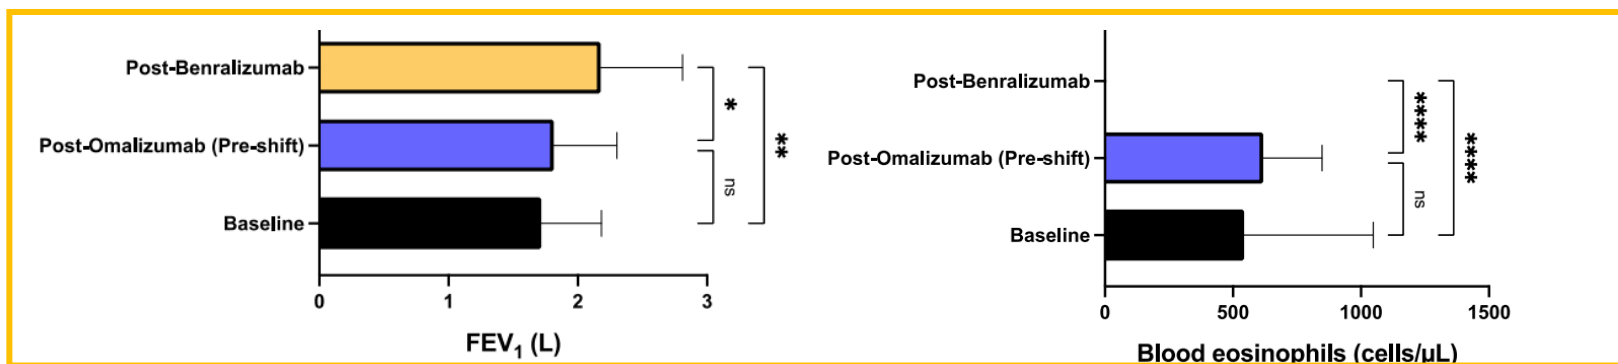 Post-Benralizumab
Post-Omalizumab (Pre-shift)
Baseline
*
**
ns
0 1 2 3
FEV₁ (L)
Post-Benralizumab
Post-Omalizumab (Pre-shift)
Baseline
****
****
ns
0 500 1000 1500
Blood eosinophils (cells/µL)